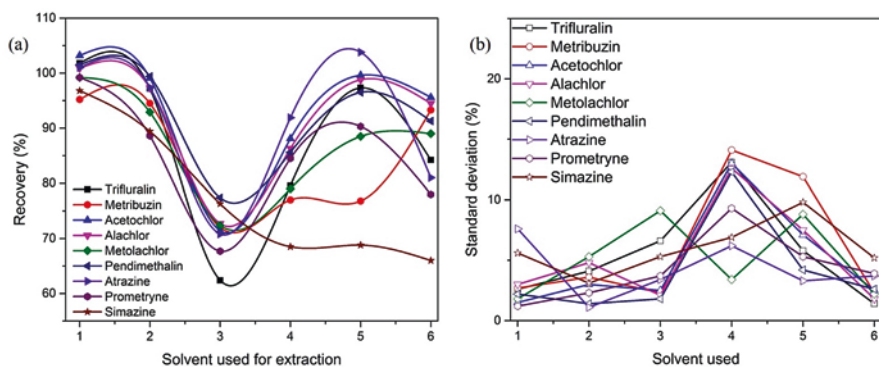 (a)
110
100
90
80
70
60
Recovery (%)
Trifluralin
Metribuzin
Acetochlor
Alachlor
Metolachlor
Pendimethalin
Atrazine
Prometryne
Simazine
1 2 3 4 5 6
Solvent used for extraction
(b)
20
10
0
Standard deviation (%)
Trifluralin
Metribuzin
Acetochlor
Alachlor
Metolachlor
Pendimethalin
Atrazine
Prometryne
Simazine
1 2 3 4 5 6
Solvent used